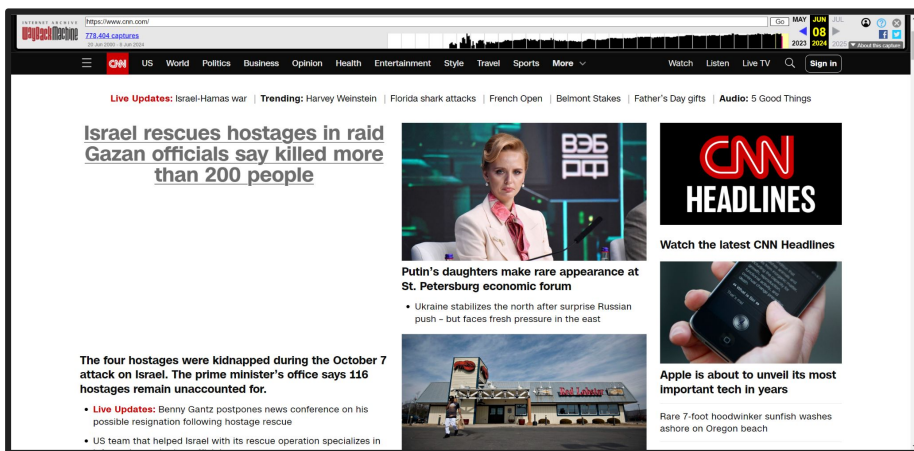 INTERNET ARCHIVE
WayBack Machine
https://www.cnn.com/
Go
MAY JUN JUL
778,404 captures
08
20 Jun 2000 - 8 Jun 2024
2023 2024 2025
About this capture
CNN US World Politics Business Opinion Health Entertainment Style Travel Sports More Watch Listen Live TV Sign in
Live Updates: Israel-Hamas war | Trending: Harvey Weinstein | Florida shark attacks | French Open | Belmont Stakes | Father's Day gifts | Audio: 5 Good Things
Israel rescues hostages in raid
Gazan officials say killed more
than 200 people
The four hostages were kidnapped during the October 7
attack on Israel. The prime minister's office says 116
hostages remain unaccounted for.
• Live Updates: Benny Gantz postpones news conference on his
possible resignation following hostage rescue
• US team that helped Israel with its rescue operation specializes in
ВЭБ
РФ
Putin's daughters make rare appearance at
St. Petersburg economic forum
• Ukraine stabilizes the north after surprise Russian
push – but faces fresh pressure in the east
Red Lobster
CNN
HEADLINES
Watch the latest CNN Headlines
Apple is about to unveil its most
important tech in years
Rare 7-foot hoodwinker sunfish washes
ashore on Oregon beach